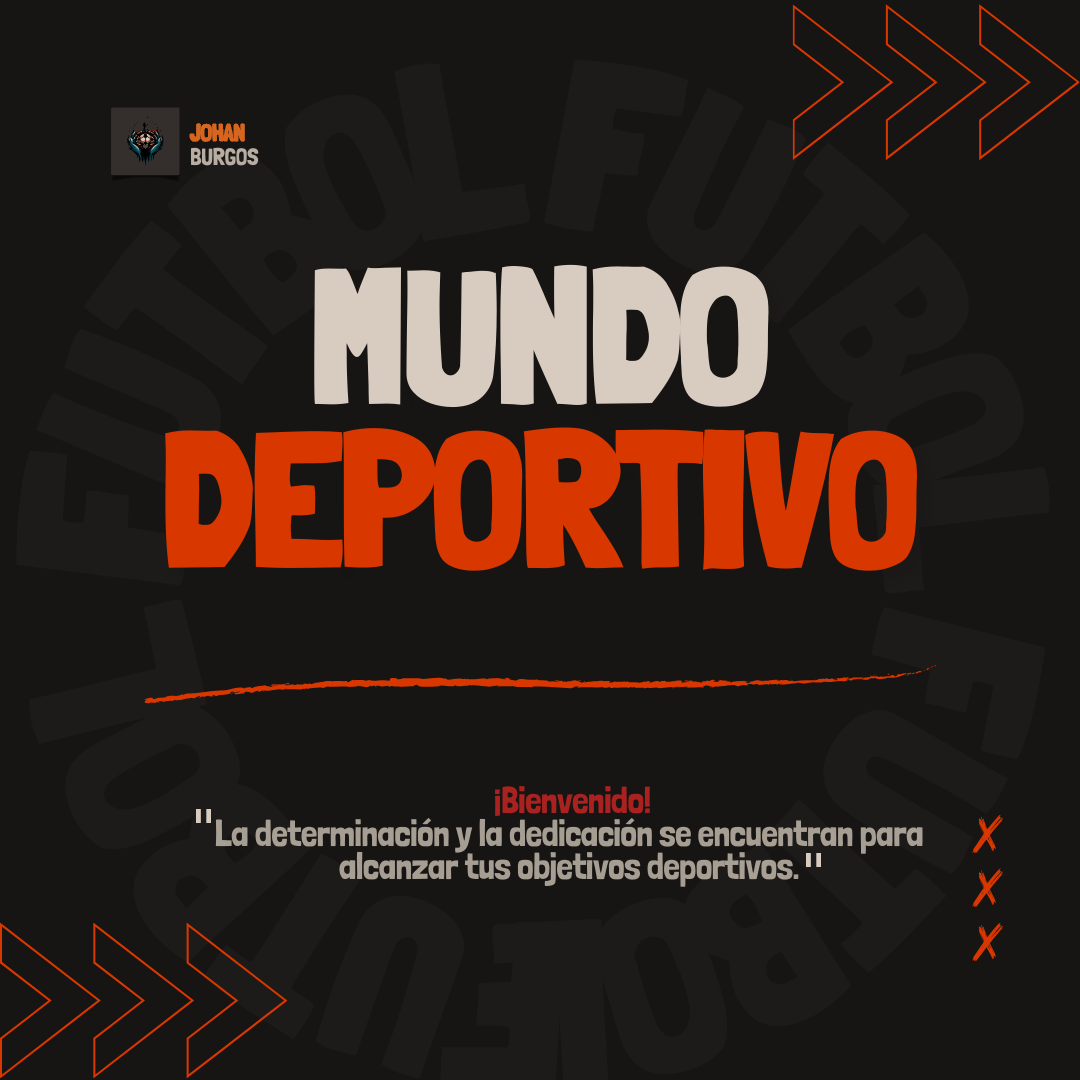 JOHAN
BURGOS
FUTBOL FUTBOL FUTBOL FUTBOL
MUNDO
DEPORTIVO
¡Bienvenido!
"La determinación y la dedicación se encuentran para
alcanzar tus objetivos deportivos."
X
X
X